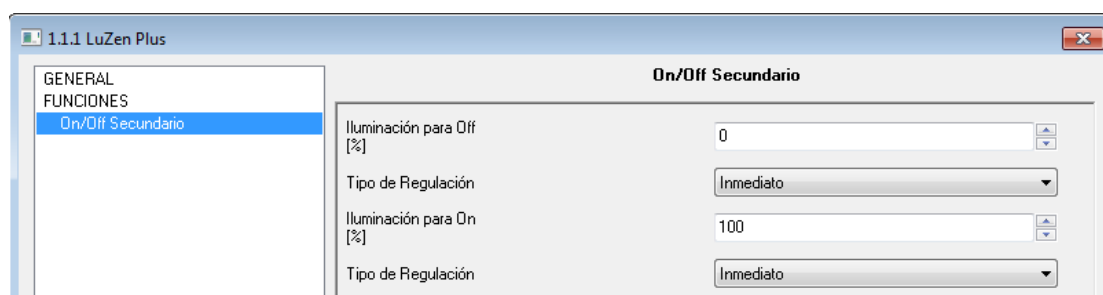 1.1.1 LuZen Plus
GENERAL
FUNCIONES
On/Off Secundario
On/Off Secundario
Iluminación para Off
[%]
0
Tipo de Regulación
Inmediato
Iluminación para On
[%]
100
Tipo de Regulación
Inmediato